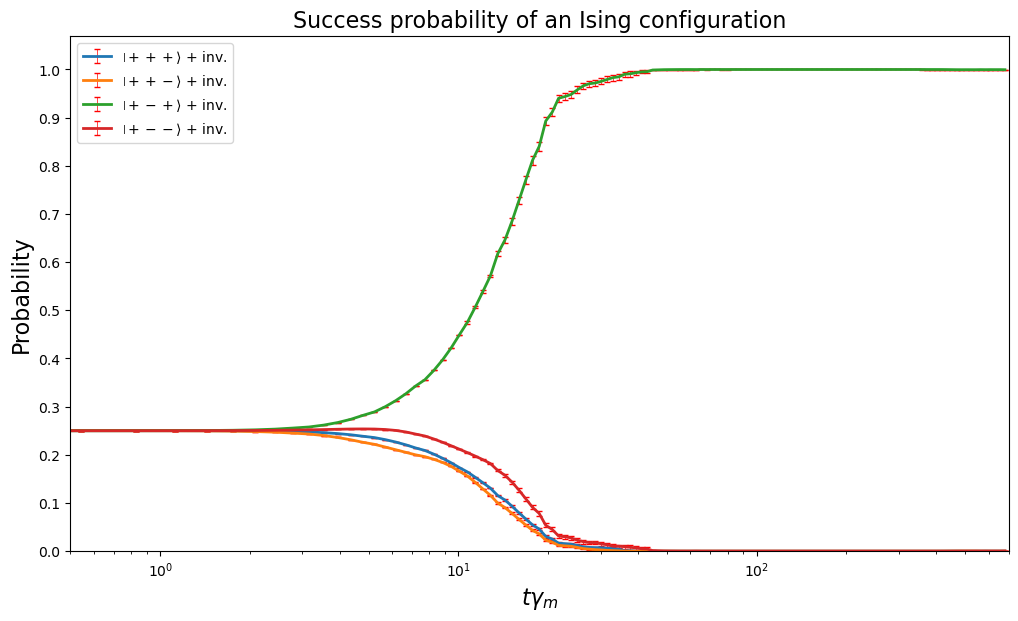 Success probability of an Ising configuration
|+ + +⟩ + inv.
|+ + −⟩ + inv.
|+ − +⟩ + inv.
|+ − −⟩ + inv.
Probability
1.0
0.9
0.8
0.7
0.6
0.5
0.4
0.3
0.2
0.1
0.0
10⁰ 10¹ 10²
tγₘ